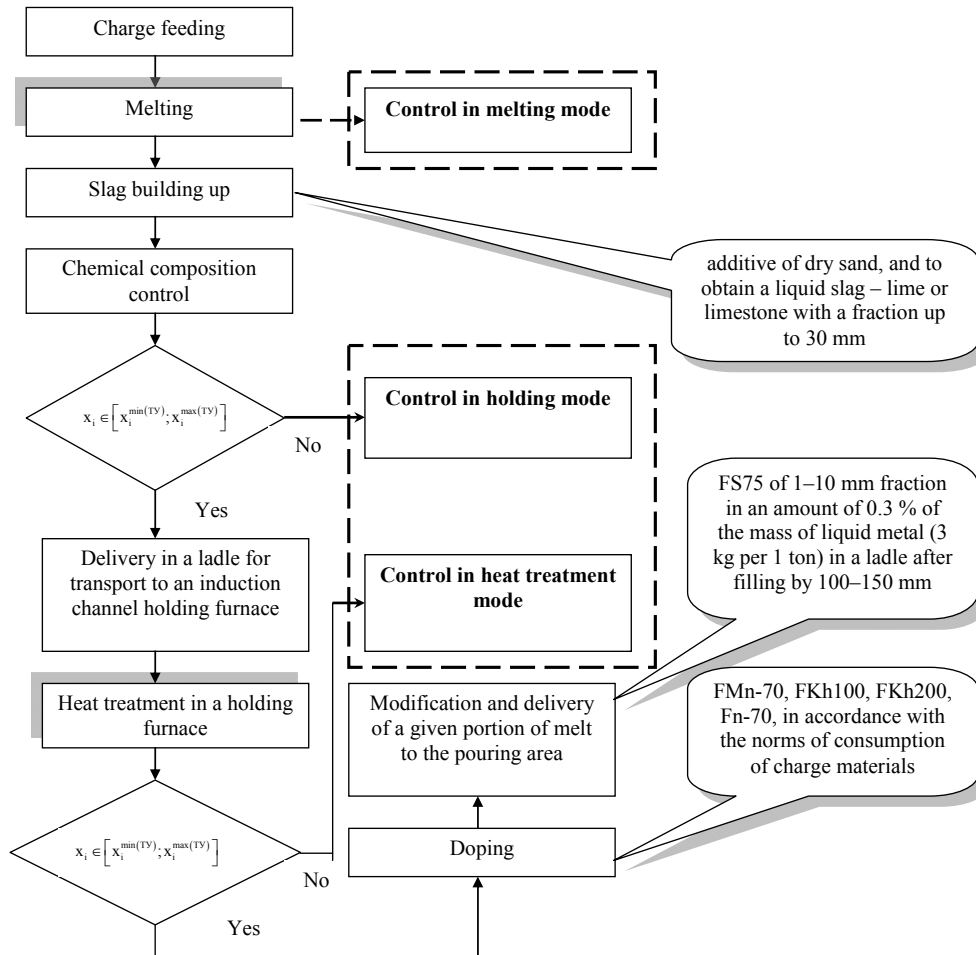 Charge feeding
Melting
Control in melting mode
Slag building up
Chemical composition
control
additive of dry sand, and to
obtain a liquid slag – lime or
limestone with a fraction up
to 30 mm
x_i ∈ [x_i^min(ТУ); x_i^max(ТУ)]
No
Control in holding mode
Yes
FS75 of 1–10 mm fraction
in an amount of 0.3 % of
the mass of liquid metal (3
kg per 1 ton) in a ladle after
filling by 100–150 mm
Delivery in a ladle for
transport to an induction
channel holding furnace
Control in heat treatment
mode
Heat treatment in a holding
furnace
Modification and delivery
of a given portion of melt
to the pouring area
FMn-70, FKh100, FKh200,
Fn-70, in accordance with
the norms of consumption
of charge materials
x_i ∈ [x_i^min(ТУ); x_i^max(ТУ)]
No
Doping
Yes